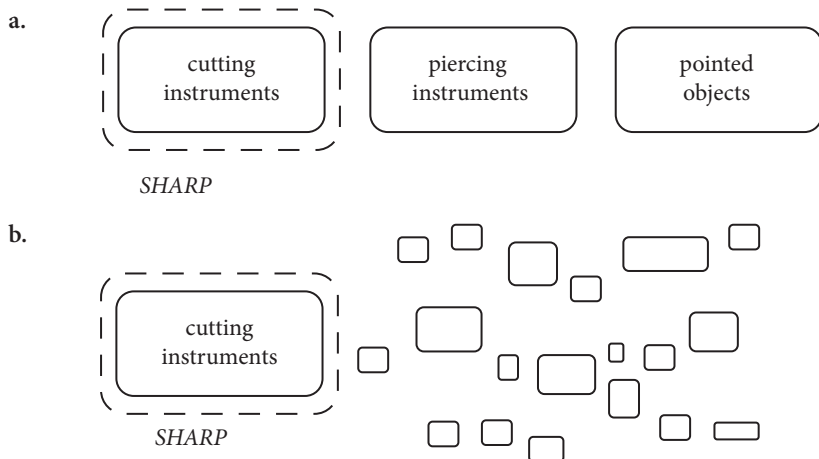 a.
cutting
instruments
piercing
instruments
pointed
objects
SHARP
b.
cutting
instruments
SHARP